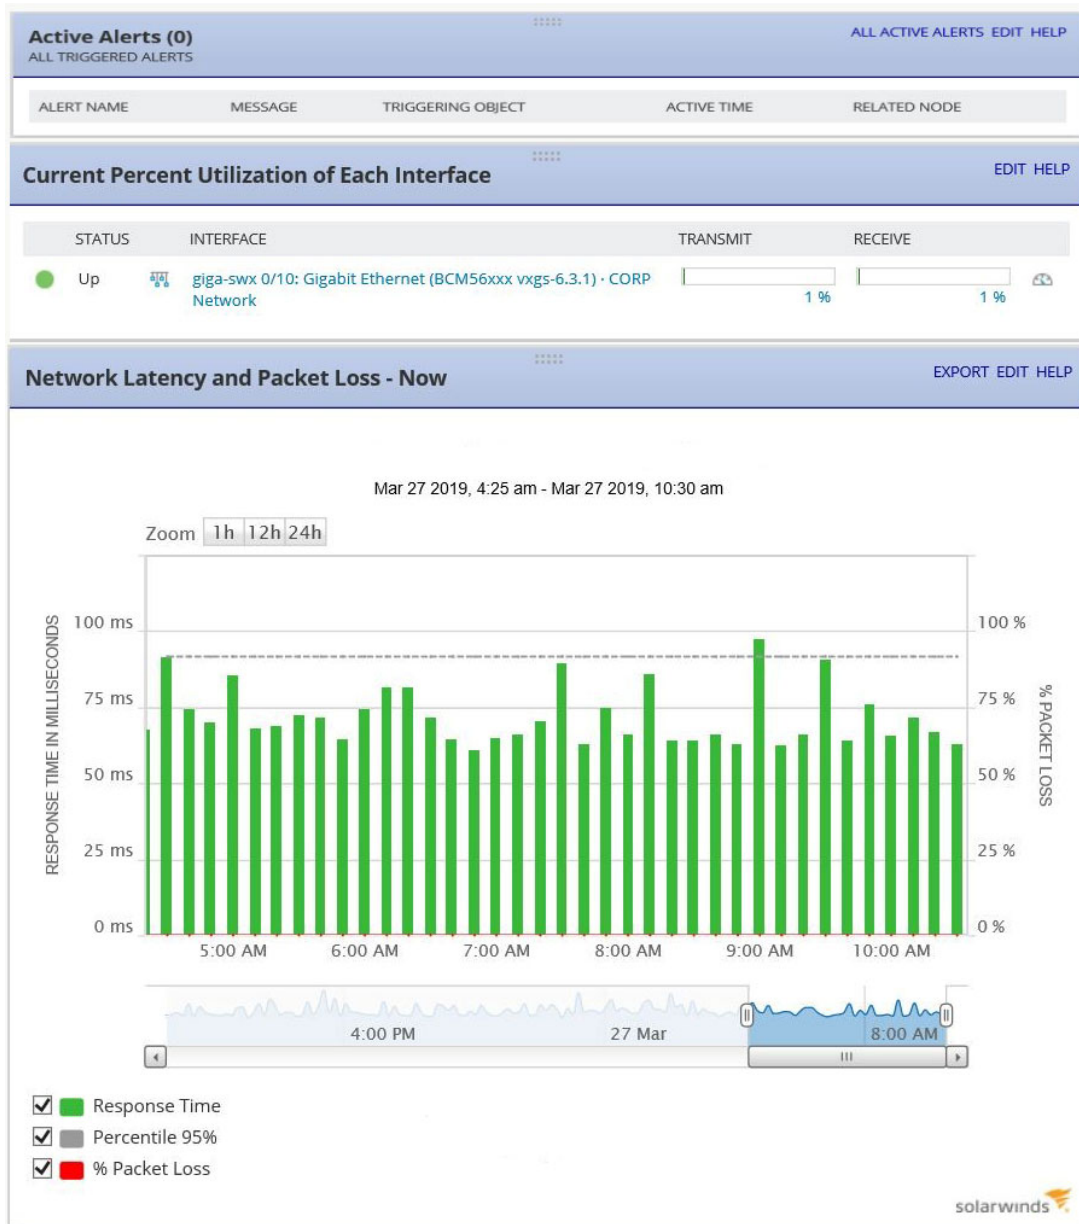 Active Alerts (0)
ALL ACTIVE ALERTS EDIT HELP
ALL TRIGGERED ALERTS
ALERT NAME MESSAGE TRIGGERING OBJECT ACTIVE TIME RELATED NODE
Current Percent Utilization of Each Interface
EDIT HELP
STATUS INTERFACE TRANSMIT RECEIVE
Up giga-swx 0/10: Gigabit Ethernet (BCM56xxx vxgs-6.3.1) · CORP
Network 1 % 1 %
Network Latency and Packet Loss - Now
EXPORT EDIT HELP
Mar 27 2019, 4:25 am - Mar 27 2019, 10:30 am
Zoom 1h 12h 24h
RESPONSE TIME IN MILLISECONDS
100 ms
75 ms
50 ms
25 ms
0 ms
100 %
75 %
50 %
25 %
0 %
% PACKET LOSS
5:00 AM 6:00 AM 7:00 AM 8:00 AM 9:00 AM 10:00 AM
4:00 PM 27 Mar 8:00 AM
Response Time
Percentile 95%
% Packet Loss
solarwinds